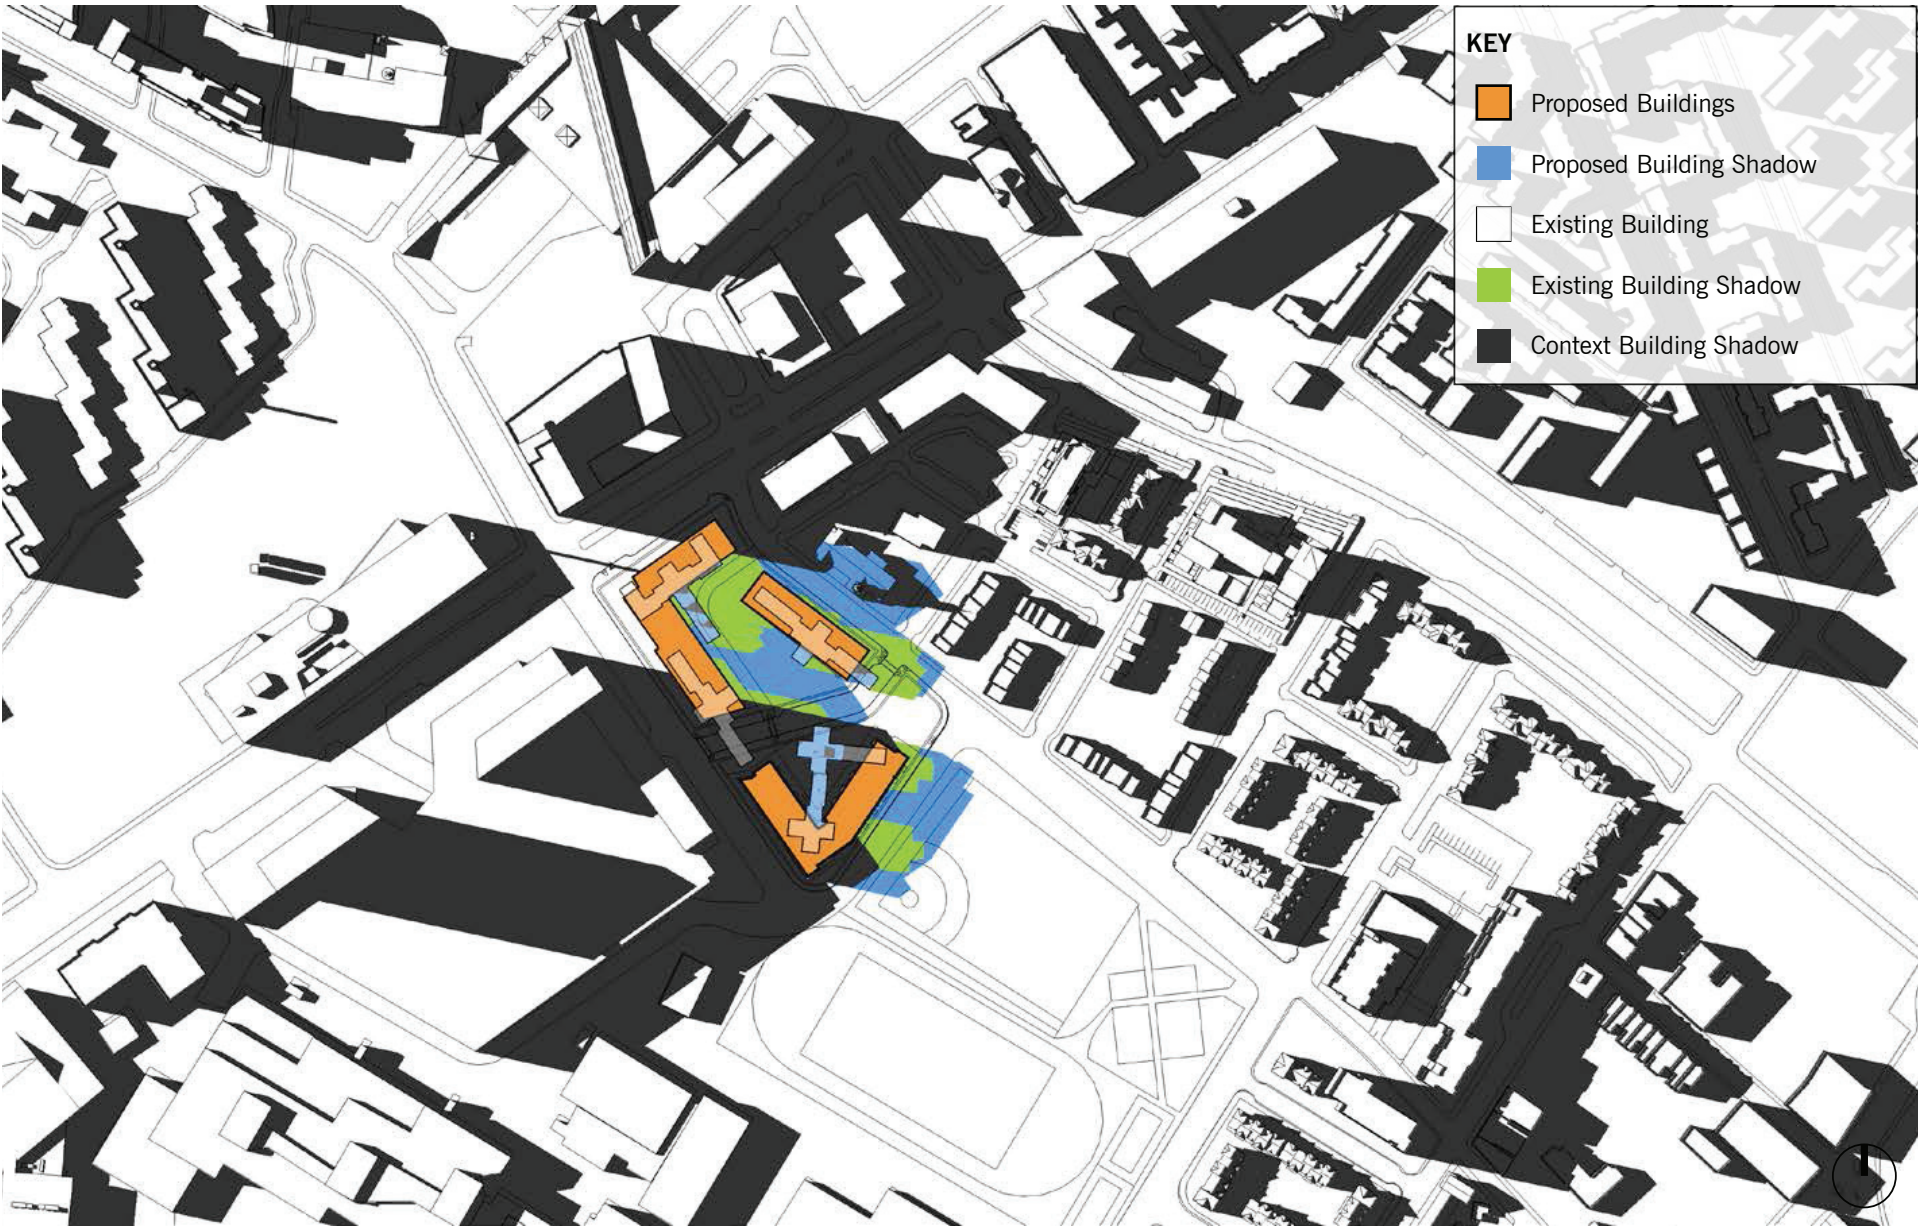 KEY
Proposed Buildings
Proposed Building Shadow
Existing Building
Existing Building Shadow
Context Building Shadow